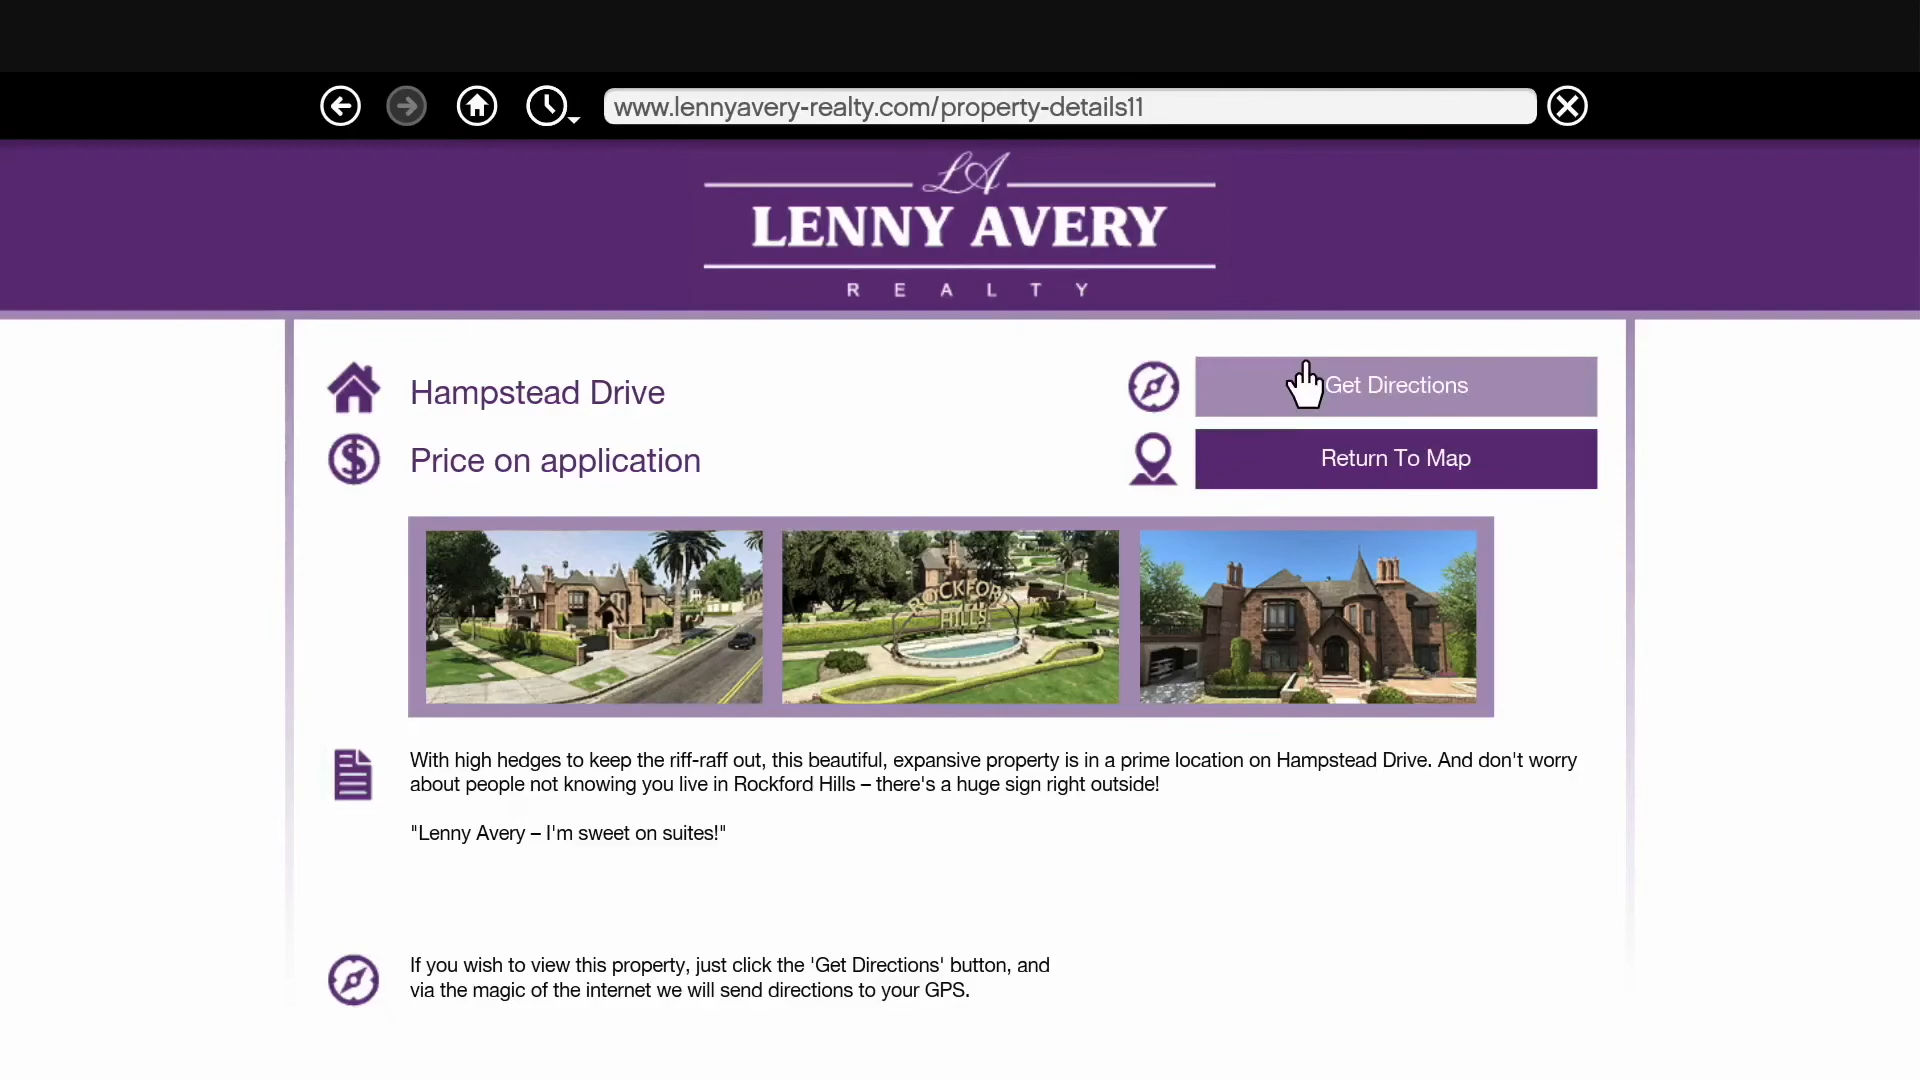 www.lennyavery-realty.com/property-details11
LA
LENNY AVERY
REALTY
Hampstead Drive
Get Directions
Price on application
Return To Map
ROCKFORD
HILLS
With high hedges to keep the riff-raff out, this beautiful, expansive property is in a prime location on Hampstead Drive. And don't worry
about people not knowing you live in Rockford Hills – there's a huge sign right outside!
"Lenny Avery – I'm sweet on suites!"
If you wish to view this property, just click the 'Get Directions' button, and
via the magic of the internet we will send directions to your GPS.